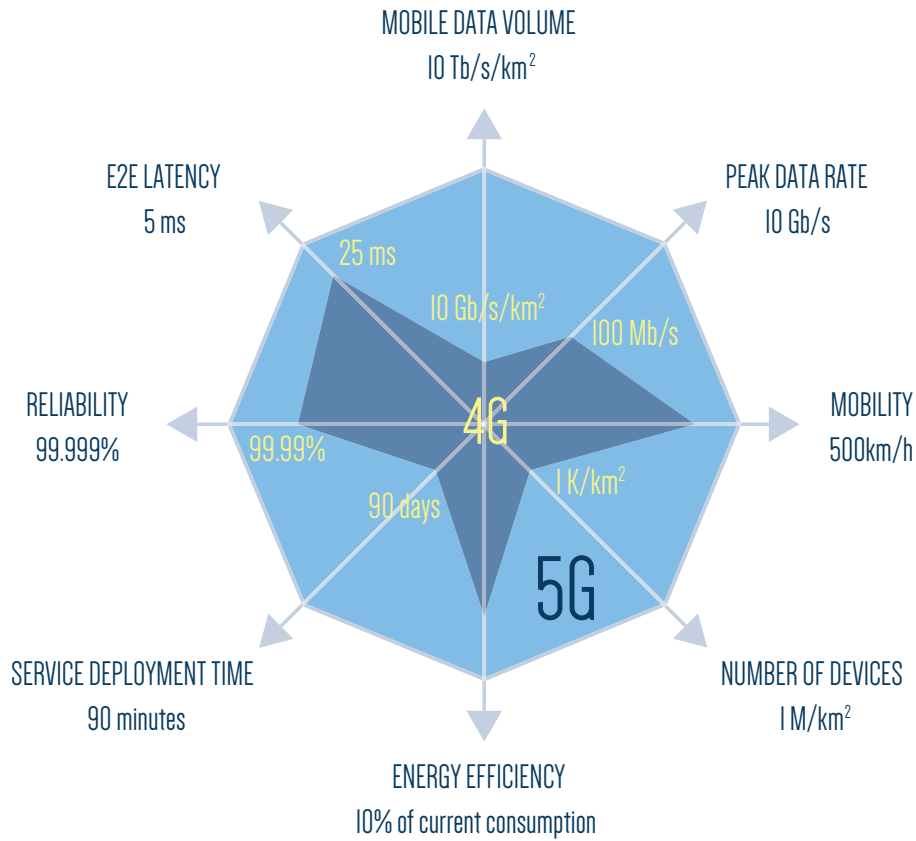 MOBILE DATA VOLUME
10 Tb/s/km²
E2E LATENCY
5 ms
PEAK DATA RATE
10 Gb/s
25 ms
10 Gb/s/km²
100 Mb/s
RELIABILITY
99.999%
4G
MOBILITY
500km/h
99.99%
90 days
1 K/km²
5G
SERVICE DEPLOYMENT TIME
90 minutes
NUMBER OF DEVICES
1 M/km²
ENERGY EFFICIENCY
10% of current consumption